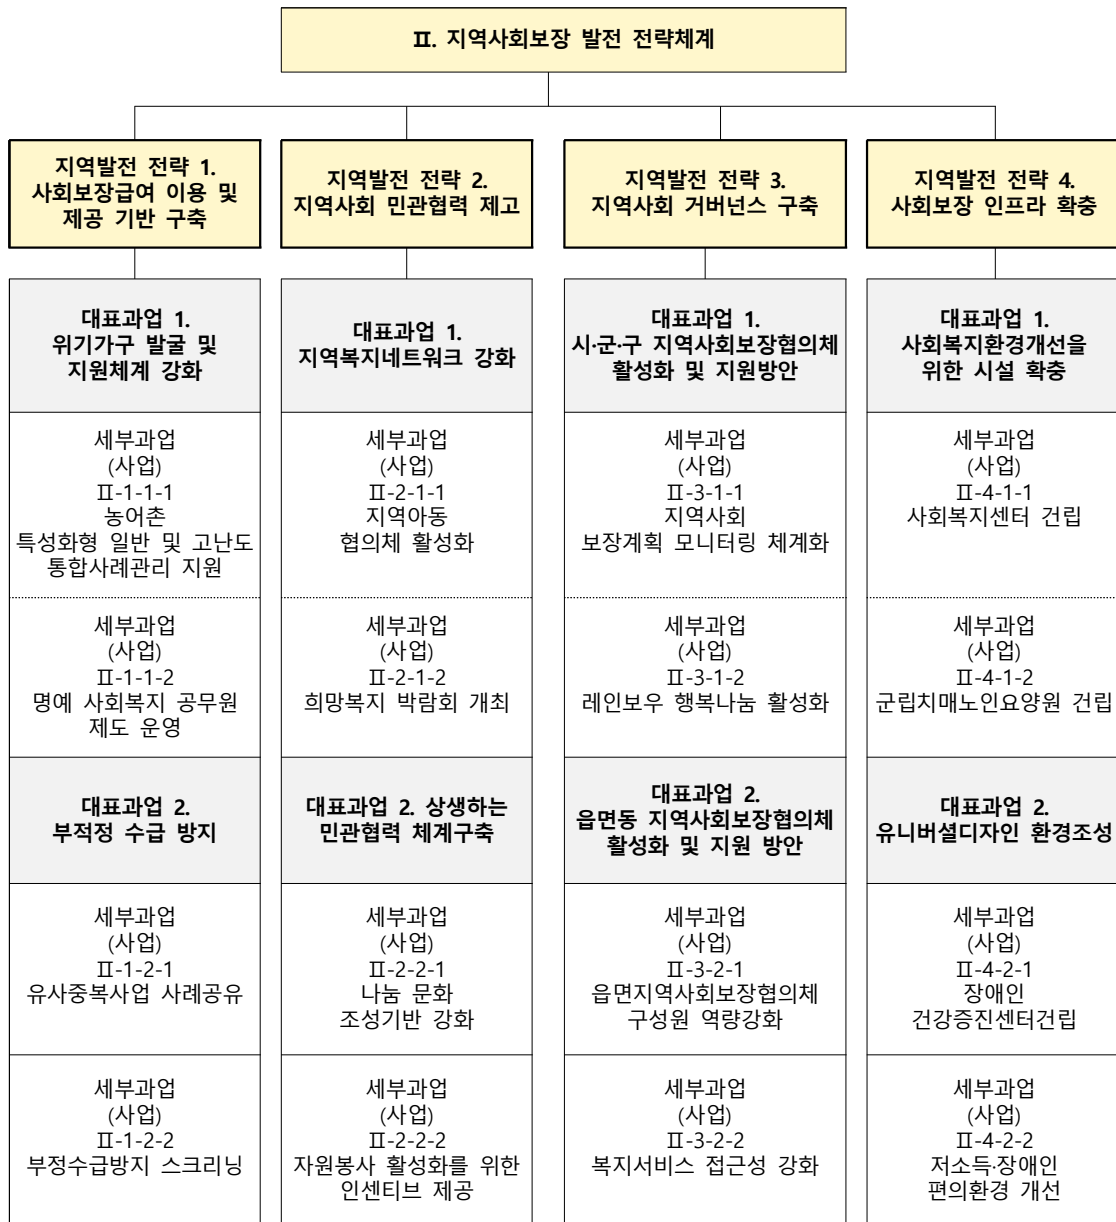 Ⅱ. 지역사회보장 발전 전략체계
지역발전 전략 1.
사회보장급여 이용 및
제공 기반 구축
지역발전 전략 2.
지역사회 민관협력 제고
지역발전 전략 3.
지역사회 거버넌스 구축
지역발전 전략 4.
사회보장 인프라 확충
대표과업 1.
위기가구 발굴 및
지원체계 강화
대표과업 1.
지역복지네트워크 강화
대표과업 1.
시·군·구 지역사회보장협의체
활성화 및 지원방안
대표과업 1.
사회복지환경개선을
위한 시설 확충
세부과업
(사업)
Ⅱ-1-1-1
농어촌
특성화형 일반 및 고난도
통합사례관리 지원
세부과업
(사업)
Ⅱ-2-1-1
지역아동
협의체 활성화
세부과업
(사업)
Ⅱ-3-1-1
지역사회
보장계획 모니터링 체계화
세부과업
(사업)
Ⅱ-4-1-1
사회복지센터 건립
세부과업
(사업)
Ⅱ-1-1-2
명예 사회복지 공무원
제도 운영
세부과업
(사업)
Ⅱ-2-1-2
희망복지 박람회 개최
세부과업
(사업)
Ⅱ-3-1-2
레인보우 행복나눔 활성화
세부과업
(사업)
Ⅱ-4-1-2
군립치매노인요양원 건립
대표과업 2.
부적정 수급 방지
대표과업 2. 상생하는
민관협력 체계구축
대표과업 2.
읍면동 지역사회보장협의체
활성화 및 지원 방안
대표과업 2.
유니버셜디자인 환경조성
세부과업
(사업)
Ⅱ-1-2-1
유사중복사업 사례공유
세부과업
(사업)
Ⅱ-2-2-1
나눔 문화
조성기반 강화
세부과업
(사업)
Ⅱ-3-2-1
읍면지역사회보장협의체
구성원 역량강화
세부과업
(사업)
Ⅱ-4-2-1
장애인
건강증진센터건립
세부과업
(사업)
Ⅱ-1-2-2
부정수급방지 스크리닝
세부과업
(사업)
Ⅱ-2-2-2
자원봉사 활성화를 위한
인센티브 제공
세부과업
(사업)
Ⅱ-3-2-2
복지서비스 접근성 강화
세부과업
(사업)
Ⅱ-4-2-2
저소득·장애인
편의환경 개선